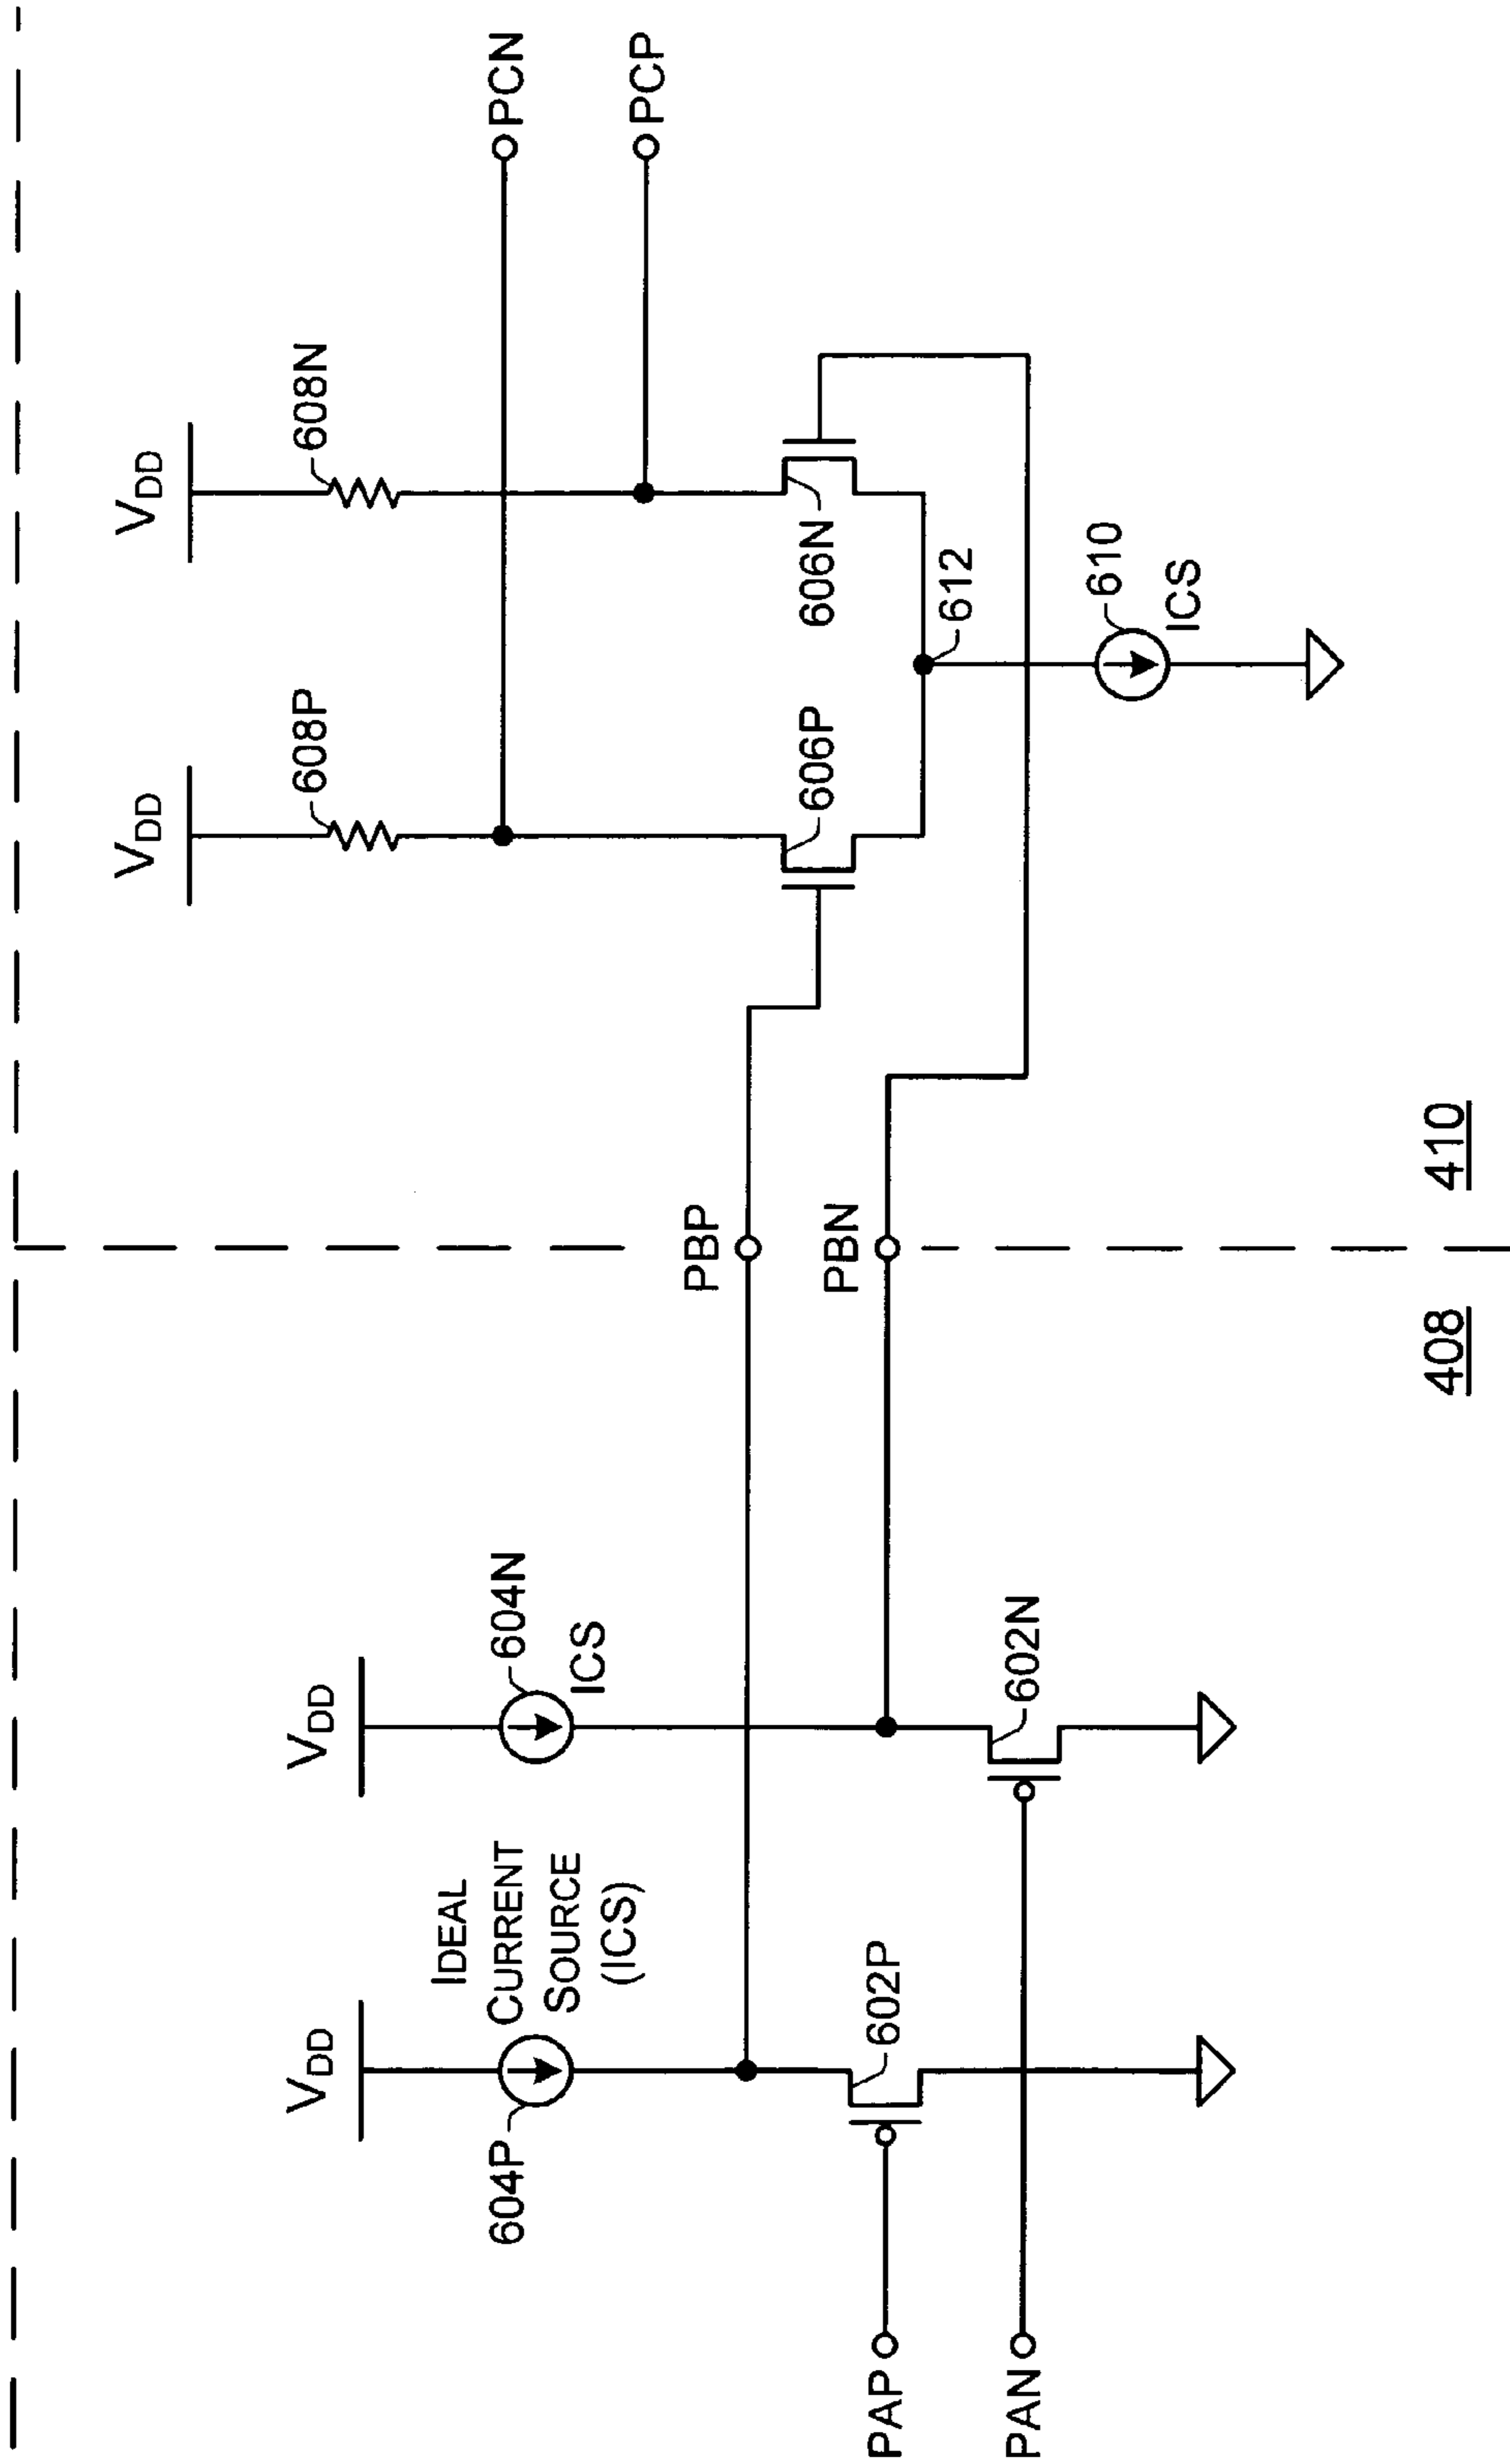 VDD
604P
IDEAL
CURRENT
SOURCE
(ICS)
VDD
604N
ICS
PAP
PAN
602P
602N
PBP
PBN
408
410
VDD
608P
VDD
608N
PCN
PCP
606P
606N
612
610
ICS